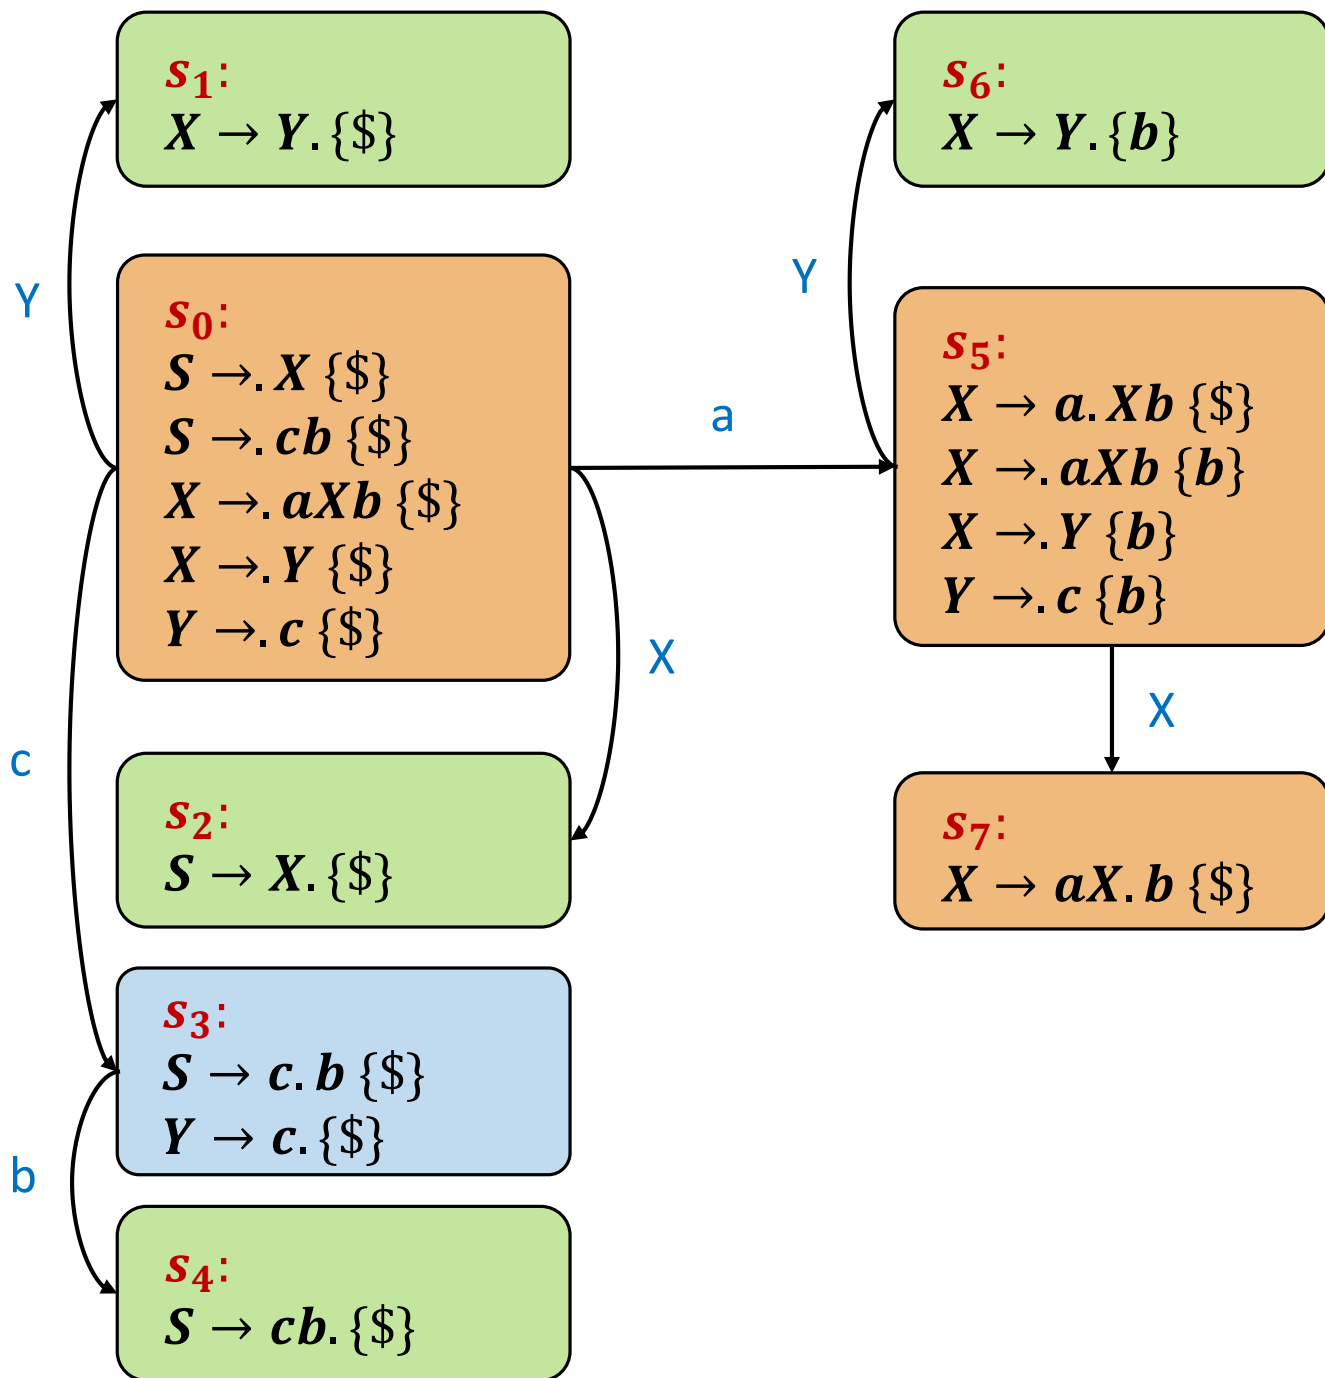 s₁:
X → Y. {$}
Y
s₀:
S →. X {$}
S →. cb {$}
X →. aXb {$}
X →. Y {$}
Y →. c {$}
a
X
c
s₂:
S → X. {$}
s₃:
S → c. b {$}
Y → c. {$}
b
s₄:
S → cb. {$}
s₆:
X → Y. {b}
Y
s₅:
X → a. Xb {$}
X →. aXb {b}
X →. Y {b}
Y →. c {b}
X
s₇:
X → aX. b {$}